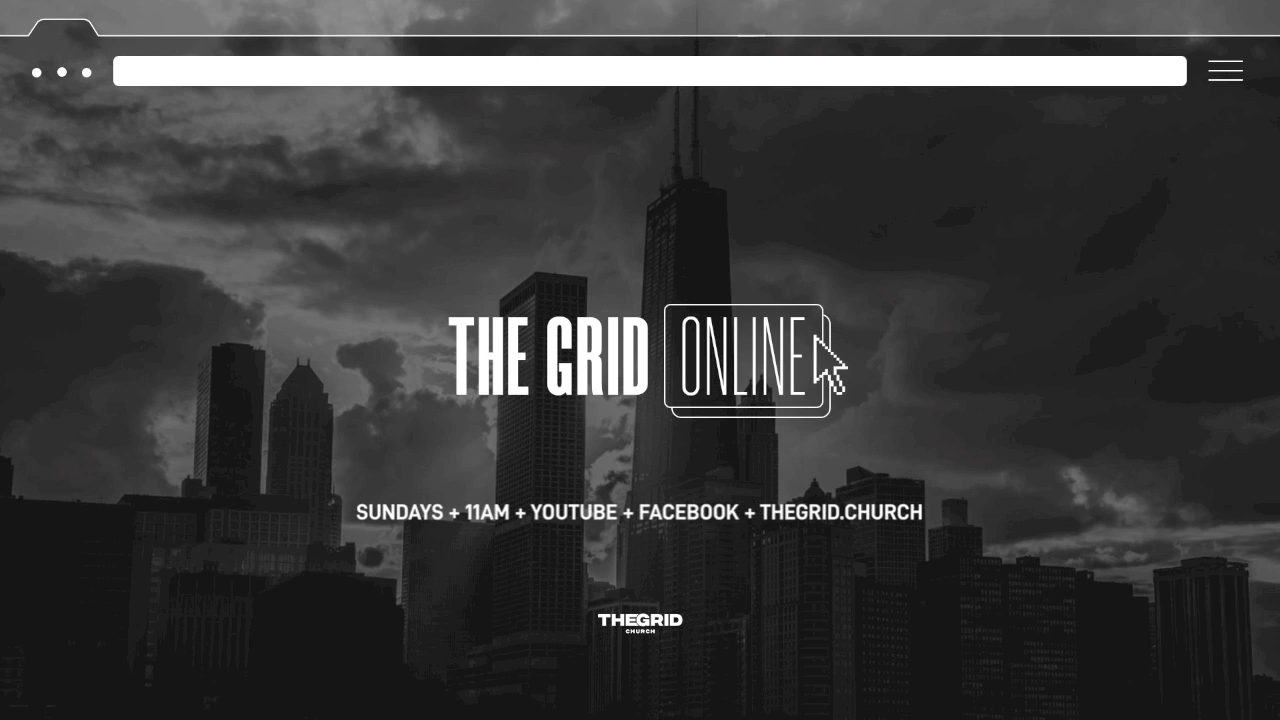 THE GRID ONLINE
SUNDAYS + 11AM + YOUTUBE + FACEBOOK + THEGRID.CHURCH
THEGRID
CHURCH